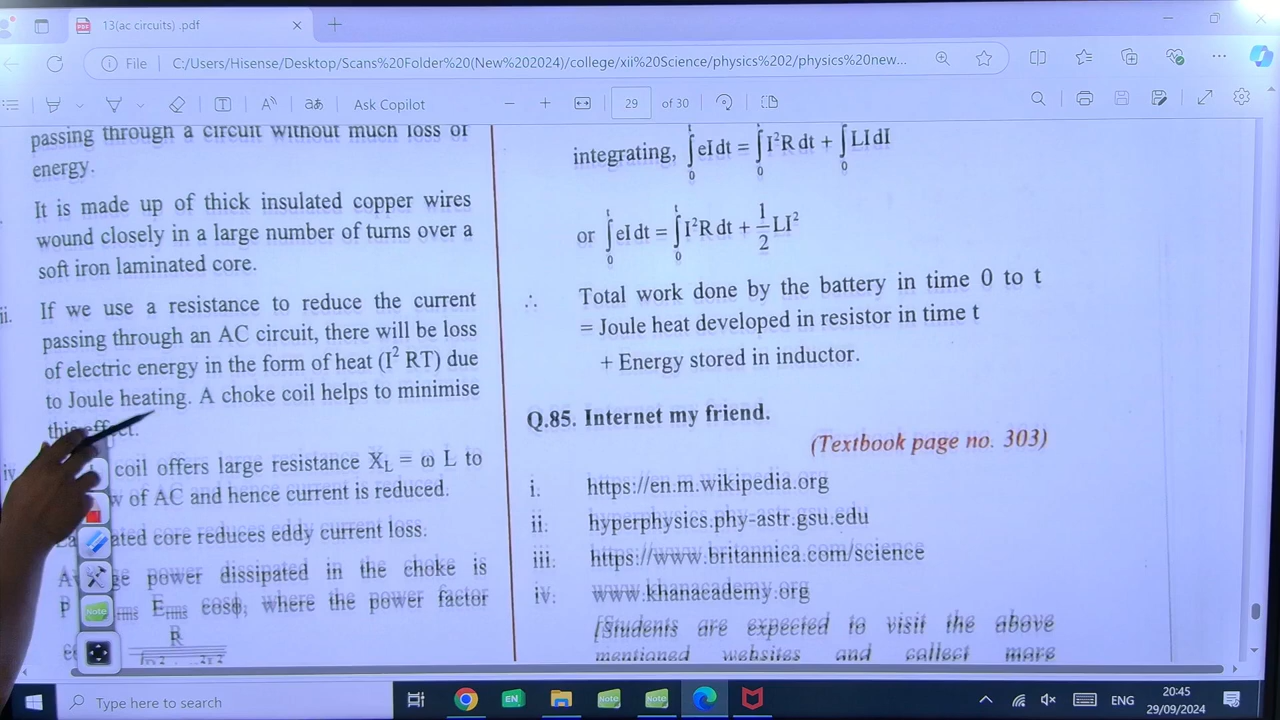 13(ac circuits) .pdf
File
C:/Users/Hisense/Desktop/Scans%20Folder%20(New%202024)/college/xii%20Science/physics%202/physics%20new...
Ask Copilot
29 of 30
passing through a circuit without much loss of
energy.
It is made up of thick insulated copper wires
wound closely in a large number of turns over a
soft iron laminated core.
ii. If we use a resistance to reduce the current
passing through an AC circuit, there will be loss
of electric energy in the form of heat (I² RT) due
to Joule heating. A choke coil helps to minimise
this effect.
iv coil offers large resistance X_L = ω L to
of AC and hence current is reduced.
core reduces eddy current loss.
power dissipated in the choke is
P rms E_rms cosφ, where the power factor
R
integrating, ∫₀ᵗ eI dt = ∫₀ᵗ I²R dt + ∫₀ LI dI
or ∫₀ᵗ eI dt = ∫₀ᵗ I²R dt + 1/2 LI²
∴ Total work done by the battery in time 0 to t
= Joule heat developed in resistor in time t
+ Energy stored in inductor.
Q.85. Internet my friend.
(Textbook page no. 303)
i. https://en.m.wikipedia.org
ii. hyperphysics.phy-astr.gsu.edu
iii. https://www.britannica.com/science
iv. www.khanacademy.org
[Students are expected to visit the above
mentioned websites and collect more
Note
Type here to search
EN
Note
Note
ENG
20:45
29/09/2024